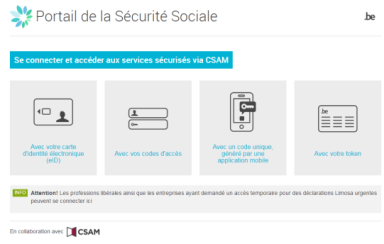 Portail de la Sécurité Sociale
.be
Se connecter et accéder aux services sécurisés via CSAM
Avec votre carte
d'identité électronique
(eID)
Avec vos codes d'accès
Avec un code unique,
généré par une
application mobile
.be
Avec votre token
INFO Attention! Les professions libérales ainsi que les entreprises ayant demandé un accès temporaire pour des déclarations Limosa urgentes
peuvent se connecter ici
En collaboration avec CSAM